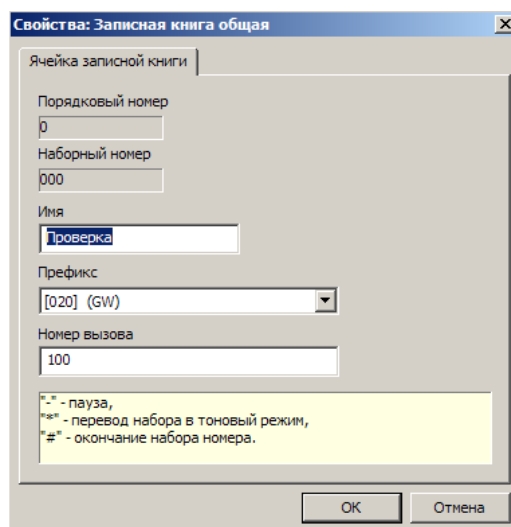 Свойства: Записная книга общая
Ячейка записной книги
Порядковый номер
0
Наборный номер
000
Имя
Проверка
Префикс
[020] (GW)
Номер вызова
100
"-" - пауза,
"*" - перевод набора в тоновый режим,
"#" - окончание набора номера.
ОК Отмена